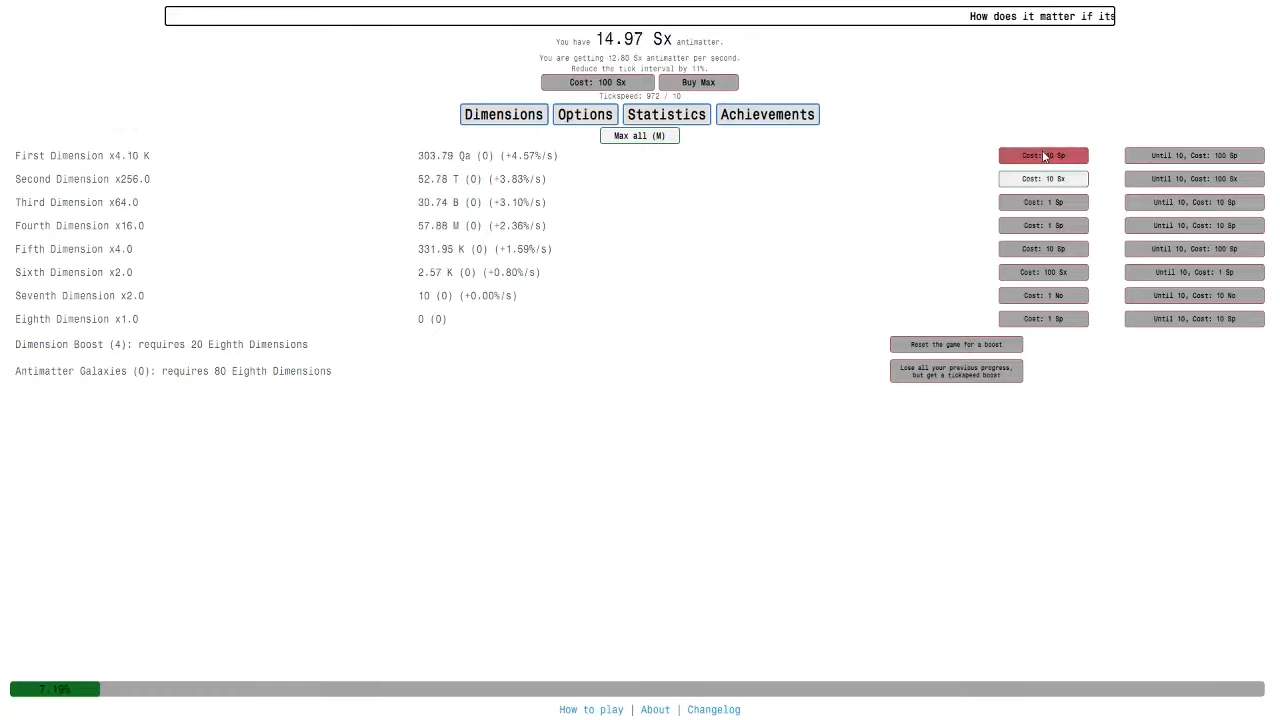 How does it matter if its
You have 14.97 Sx antimatter.
You are getting 12.80 Sx antimatter per second.
Reduce the tick interval by 11%.
Cost: 100 Sx Buy Max
Tickspeed: 972 / 10
Dimensions Options Statistics Achievements
Max all (M)
First Dimension x4.10 K 303.79 Qa (0) (+4.57%/s) Cost: 10 Sp Until 10, Cost: 100 Sp
Second Dimension x256.0 52.78 T (0) (+3.83%/s) Cost: 10 Sx Until 10, Cost: 100 Sx
Third Dimension x64.0 30.74 B (0) (+3.10%/s) Cost: 1 Sp Until 10, Cost: 10 Sp
Fourth Dimension x16.0 57.88 M (0) (+2.36%/s) Cost: 1 Sp Until 10, Cost: 10 Sp
Fifth Dimension x4.0 331.95 K (0) (+1.59%/s) Cost: 10 Sp Until 10, Cost: 100 Sp
Sixth Dimension x2.0 2.57 K (0) (+0.80%/s) Cost: 100 Sx Until 10, Cost: 1 Sp
Seventh Dimension x2.0 10 (0) (+0.00%/s) Cost: 1 No Until 10, Cost: 10 No
Eighth Dimension x1.0 0 (0) Cost: 1 Sp Until 10, Cost: 10 Sp
Dimension Boost (4): requires 20 Eighth Dimensions Reset the game for a boost
Antimatter Galaxies (0): requires 80 Eighth Dimensions Lose all your previous progress,
but get a tickspeed boost
7.19%
How to play | About | Changelog